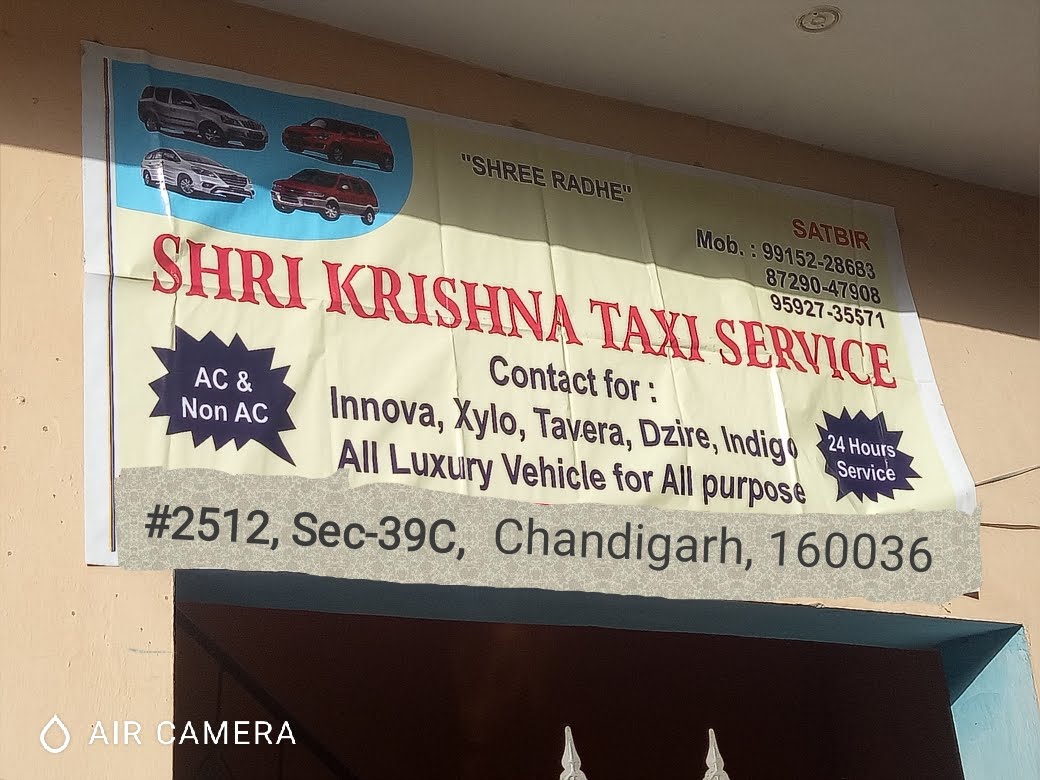 "SHREE RADHE"
SATBIR
Mob. : 99152-28683
87290-47908
95927-35571
SHRI KRISHNA TAXI SERVICE
AC &
Non AC
Contact for :
Innova, Xylo, Tavera, Dzire, Indigo
All Luxury Vehicle for All purpose
24 Hours
Service
#2512, Sec-39C, Chandigarh, 160036
AIR CAMERA